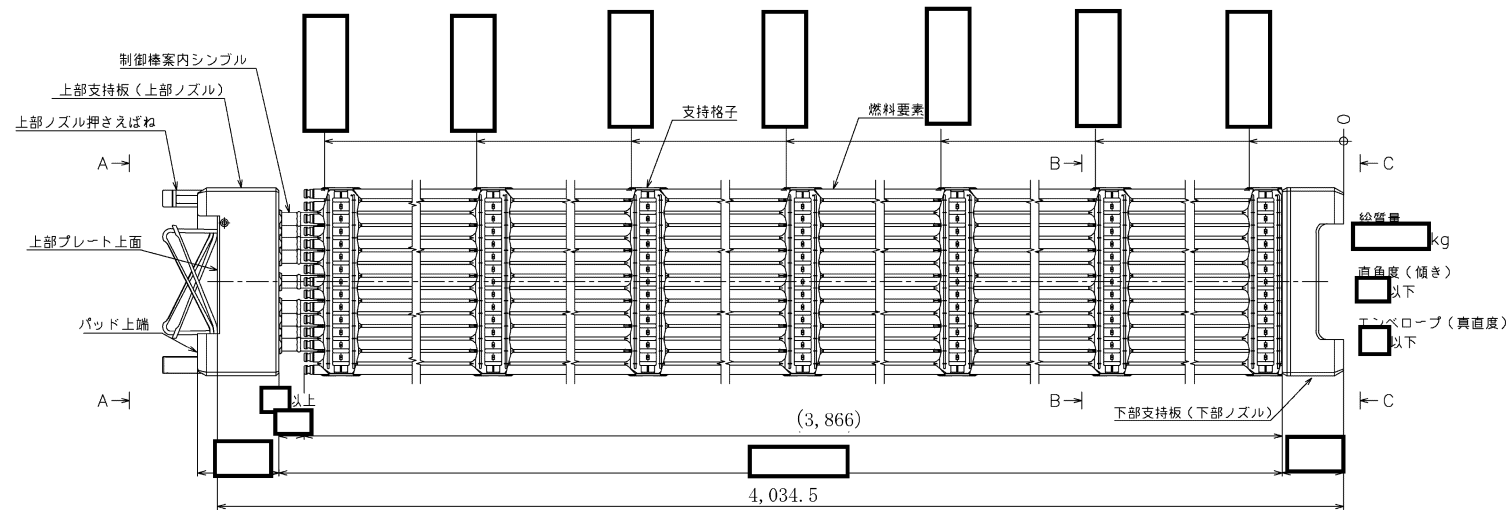 制御棒案内シンブル
上部支持板(上部ノズル)
上部ノズル押さえばね
支持格子
燃料要素
0
A
B
C
上部プレート上面
総質量
kg
直角度(傾き)
以下
エンベロープ(真直度)
以下
パッド上端
A
以上
B
C
下部支持板(下部ノズル)
(3,866)
4,034.5